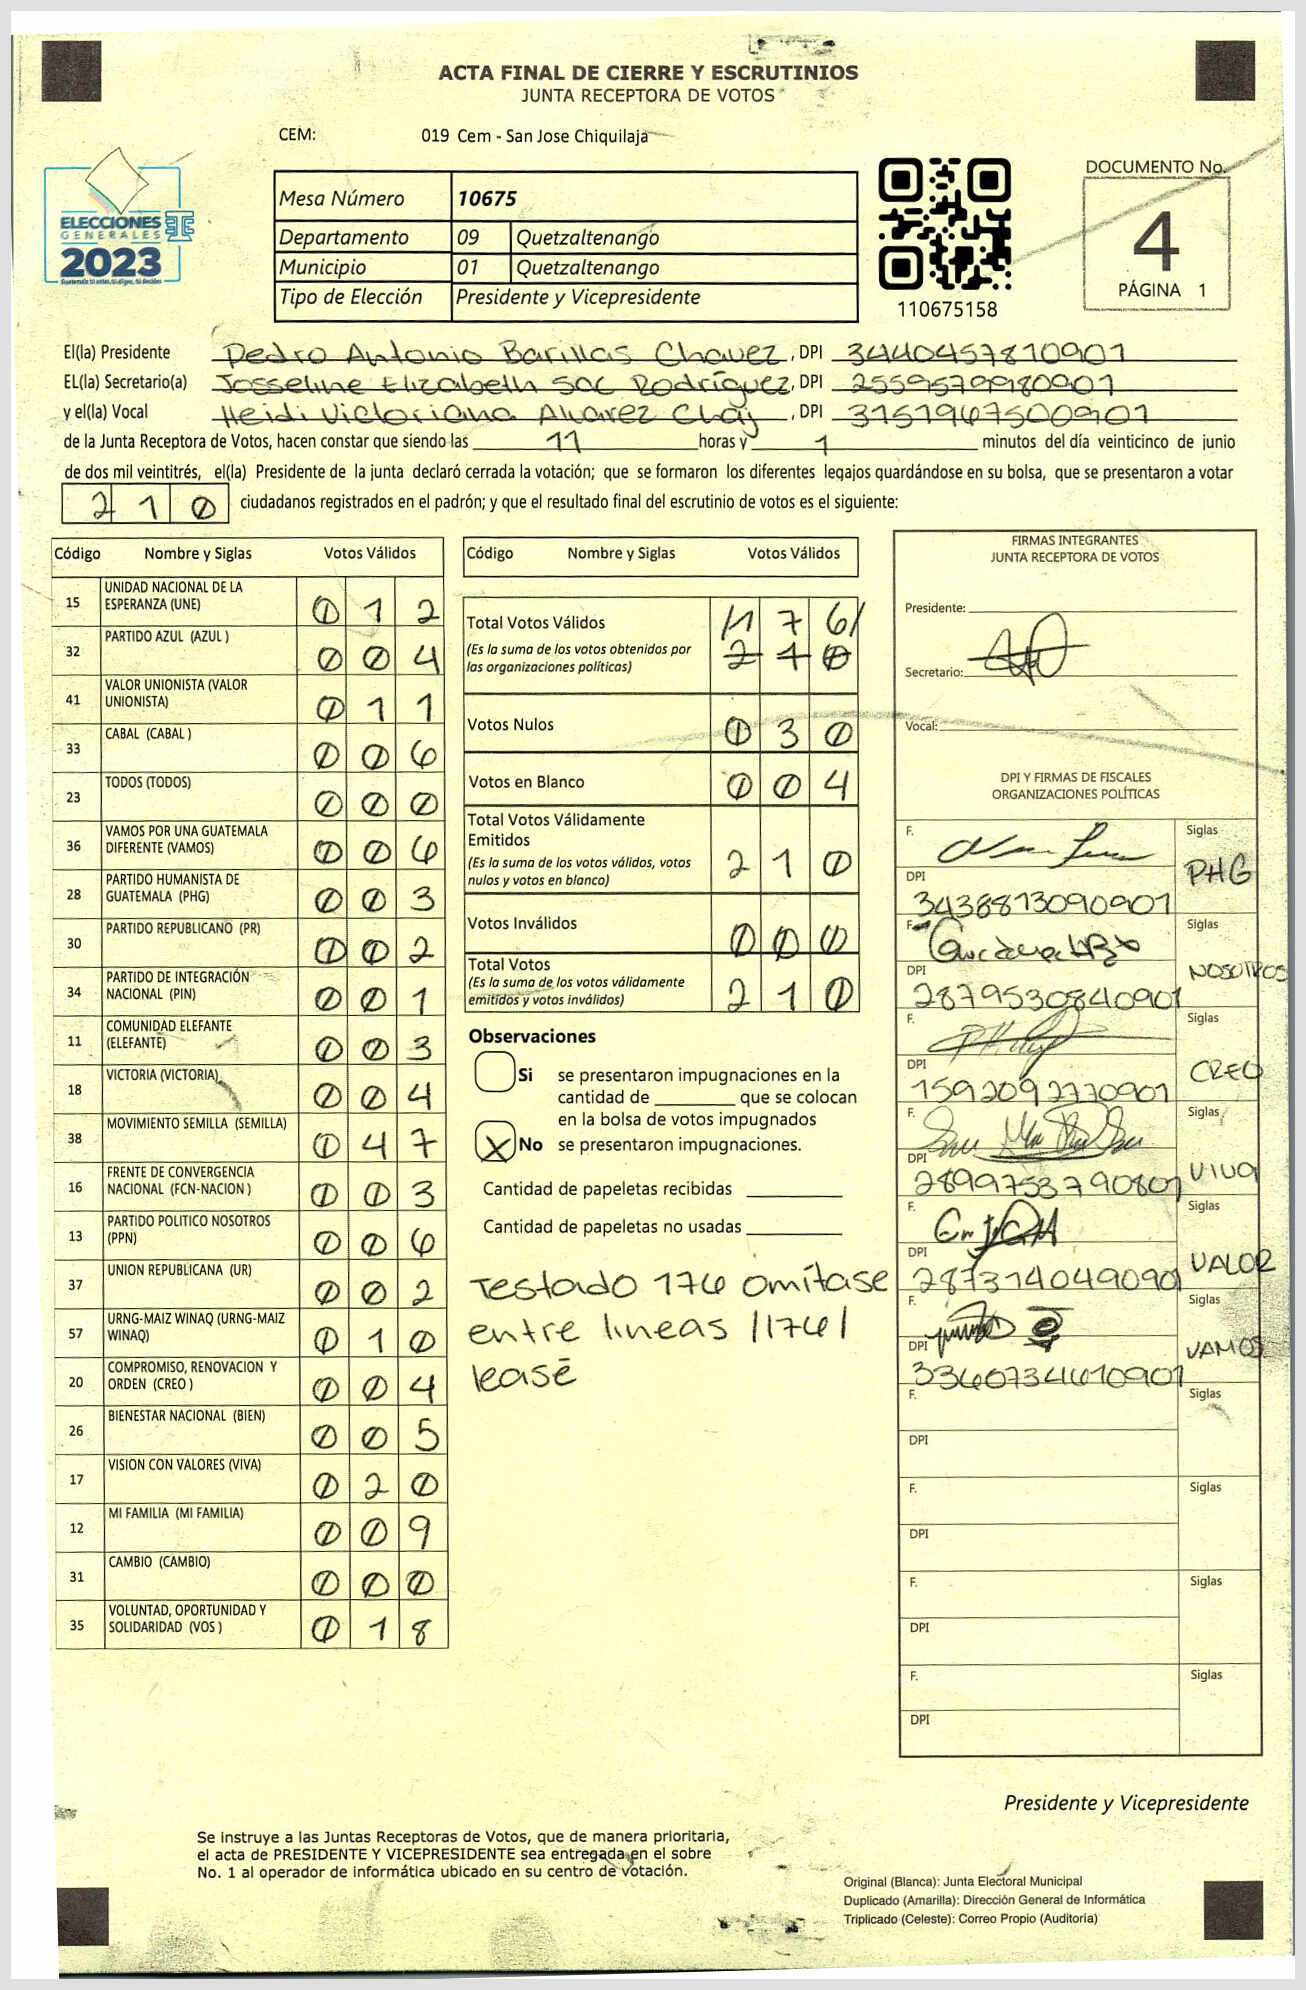 ACTA FINAL DE CIERRE Y ESCRUTINIOS
JUNTA RECEPTORA DE VOTOS
CEM: 019 Cem - San Jose Chiquilaja
ELECCIONES
GENERALES
2023
Mesa Número 10675
Departamento 09 Quetzaltenango
Municipio 01 Quetzaltenango
Tipo de Elección Presidente y Vicepresidente
110675158
DOCUMENTO No.
4
PÁGINA 1
El(la) Presidente Pedro Antonio Barillas Chavez, DPI 3440457810901
EL(la) Secretario(a) Josseline Elizabeth Soc Rodríguez, DPI 2559579980901
y el(la) Vocal Heidi Victoriana Alvarez Chaj, DPI 3151967500901
de la Junta Receptora de Votos, hacen constar que siendo las 11 horas y 1 minutos del día veinticinco de junio
de dos mil veintitrés, el(la) Presidente de la junta declaró cerrada la votación; que se formaron los diferentes legajos quardándose en su bolsa, que se presentaron a votar
210 ciudadanos registrados en el padrón; y que el resultado final del escrutinio de votos es el siguiente:
Código Nombre y Siglas Votos Válidos
15 UNIDAD NACIONAL DE LA ESPERANZA (UNE) 0 1 2
32 PARTIDO AZUL (AZUL ) 0 0 4
41 VALOR UNIONISTA (VALOR UNIONISTA) 0 1 1
33 CABAL (CABAL ) 0 0 6
23 TODOS (TODOS) 0 0 0
36 VAMOS POR UNA GUATEMALA DIFERENTE (VAMOS) 0 0 6
28 PARTIDO HUMANISTA DE GUATEMALA (PHG) 0 0 3
30 PARTIDO REPUBLICANO (PR) 0 0 2
34 PARTIDO DE INTEGRACIÓN NACIONAL (PIN) 0 0 1
11 COMUNIDAD ELEFANTE (ELEFANTE) 0 0 3
18 VICTORIA (VICTORIA) 0 0 4
38 MOVIMIENTO SEMILLA (SEMILLA) 0 4 7
16 FRENTE DE CONVERGENCIA NACIONAL (FCN-NACION ) 0 0 3
13 PARTIDO POLITICO NOSOTROS (PPN) 0 0 6
37 UNION REPUBLICANA (UR) 0 0 2
57 URNG-MAIZ WINAQ (URNG-MAIZ WINAQ) 0 1 0
20 COMPROMISO, RENOVACION Y ORDEN (CREO ) 0 0 4
26 BIENESTAR NACIONAL (BIEN) 0 0 5
17 VISION CON VALORES (VIVA) 0 2 0
12 MI FAMILIA (MI FAMILIA) 0 0 9
31 CAMBIO (CAMBIO) 0 0 0
35 VOLUNTAD, OPORTUNIDAD Y SOLIDARIDAD (VOS ) 0 1 8
Código Nombre y Siglas Votos Válidos
Total Votos Válidos /1 7 6/
(Es la suma de los votos obtenidos por las organizaciones políticas) 2 1 0
Votos Nulos 0 3 0
Votos en Blanco 0 0 4
Total Votos Válidamente Emitidos
(Es la suma de los votos válidos, votos nulos y votos en blanco) 2 1 0
Votos Inválidos 0 0 0
Total Votos
(Es la suma de los votos válidamente emitidos y votos inválidos) 2 1 0
Observaciones
Si se presentaron impugnaciones en la
cantidad de ________ que se colocan
en la bolsa de votos impugnados
X No se presentaron impugnaciones.
Cantidad de papeletas recibidas
Cantidad de papeletas no usadas
Testado 176 omítase
entre lineas /176/
leasé
FIRMAS INTEGRANTES
JUNTA RECEPTORA DE VOTOS
Presidente:
Secretario:
Vocal:
DPI Y FIRMAS DE FISCALES
ORGANIZACIONES POLÍTICAS
F. Siglas PHG
DPI 3438813090901
F. Siglas NOSOTROS
DPI 2879530840901
F. Siglas CREO
DPI 1592092770901
F. Siglas VIVA
DPI 2899753790801
F. Siglas VALOR
DPI 2873140490901
F. Siglas VAMOS
DPI 3360734610901
F. Siglas
DPI
F. Siglas
DPI
F. Siglas
DPI
F. Siglas
DPI
Presidente y Vicepresidente
Se instruye a las Juntas Receptoras de Votos, que de manera prioritaria,
el acta de PRESIDENTE Y VICEPRESIDENTE sea entregada en el sobre
No. 1 al operador de informática ubicado en su centro de votación.
Original (Blanca): Junta Electoral Municipal
Duplicado (Amarilla): Dirección General de Informática
Triplicado (Celeste): Correo Propio (Auditoría)